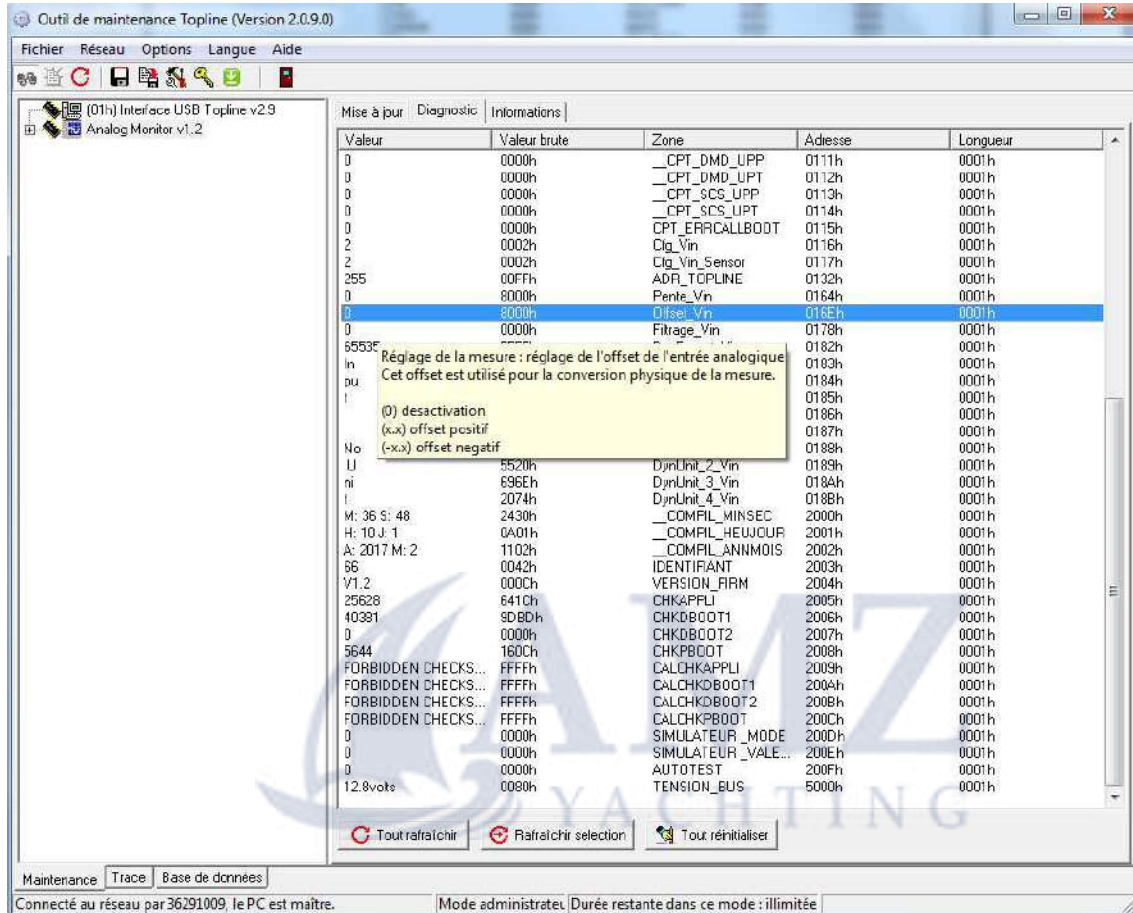 Outil de maintenance Topline (Version 2.0.9.0)
Fichier Réseau Options Langue Aide
(01h) Interface USB Topline v2.9
Analog Monitor v1.2
Mise à jour Diagnostic Informations
Valeur Valeur brute Zone Adresse Longueur
0 0000h __CPT_DMD_UPP 0111h 0001h
0 0000h __CPT_DMD_UPT 0112h 0001h
0 0000h __CPT_SCS_UPP 0113h 0001h
0 0000h __CPT_SCS_UPT 0114h 0001h
0 0000h CPT_ERRCALLBOOT 0115h 0001h
2 0002h Cfg_Vin 0116h 0001h
2 0002h Cfg_Vin_Sensor 0117h 0001h
255 00FFh ADR_TOPLINE 0132h 0001h
0 8000h Pente_Vin 0164h 0001h
0 8000h Offset_Vin 016Eh 0001h
0 0000h Filtrage_Vin 0178h 0001h
65535 0182h 0001h
In 0183h 0001h
pu 0184h 0001h
t 0185h 0001h
0186h 0001h
0187h 0001h
No 0188h 0001h
U 5520h DynUnit_2_Vin 0189h 0001h
ni 696Eh DynUnit_3_Vin 018Ah 0001h
t 2074h DynUnit_4_Vin 018Bh 0001h
Réglage de la mesure : réglage de l'offset de l'entrée analogique
Cet offset est utilisé pour la conversion physique de la mesure.
(0) desactivation
(x.x) offset positif
(-x.x) offset negatif
M: 36 S: 48 2430h __COMPIL_MINSEC 2000h 0001h
H: 10 J: 1 0A01h __COMPIL_HEUJOUR 2001h 0001h
A: 2017 M: 2 1102h __COMPIL_ANNMOIS 2002h 0001h
66 0042h IDENTIFIANT 2003h 0001h
V1.2 000Ch VERSION_FIRM 2004h 0001h
25628 641Ch CHKAPPLI 2005h 0001h
40381 9DBDh CHKDBOOT1 2006h 0001h
0 0000h CHKDBOOT2 2007h 0001h
5644 160Ch CHKPBOOT 2008h 0001h
FORBIDDEN CHECKS... FFFFh CALCHKAPPLI 2009h 0001h
FORBIDDEN CHECKS... FFFFh CALCHKDBOOT1 200Ah 0001h
FORBIDDEN CHECKS... FFFFh CALCHKDBOOT2 200Bh 0001h
FORBIDDEN CHECKS... FFFFh CALCHKPBOOT 200Ch 0001h
0 0000h SIMULATEUR_MODE 200Dh 0001h
0 0000h SIMULATEUR_VALE... 200Eh 0001h
0 0000h AUTOTEST 200Fh 0001h
12.8volts 0080h TENSION_BUS 5000h 0001h
AMZ
YACHTING
Tout rafraîchir Rafraîchir selection Tout réinitialiser
Maintenance Trace Base de données
Connecté au réseau par 36291009, le PC est maître. Mode administrateu Durée restante dans ce mode : illimitée